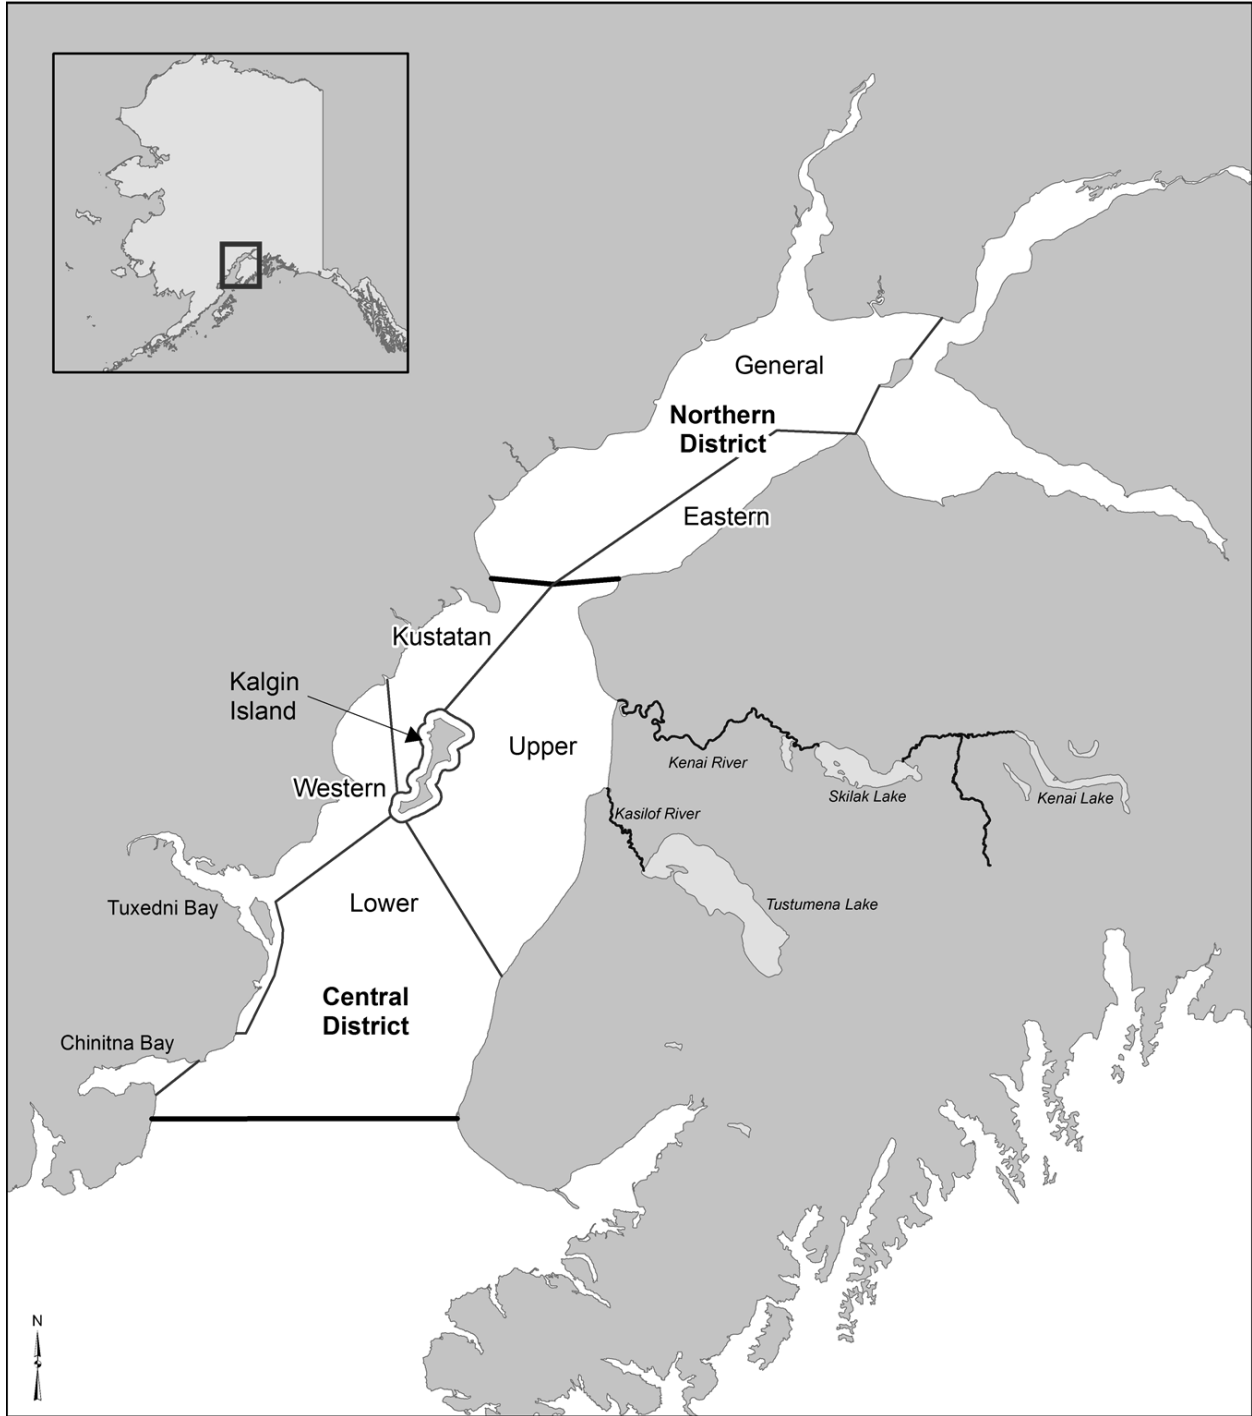 General
Northern
District
Eastern
Kustatan
Kalgin
Island
Upper
Kenai River
Western
Skilak Lake
Kenai Lake
Kasilof River
Lower
Tuxedni Bay
Tustumena Lake
Central
District
Chinitna Bay
N